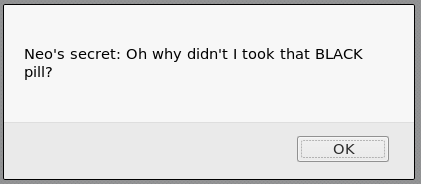 Neo's secret: Oh why didn't I took that BLACK
pill?
OK